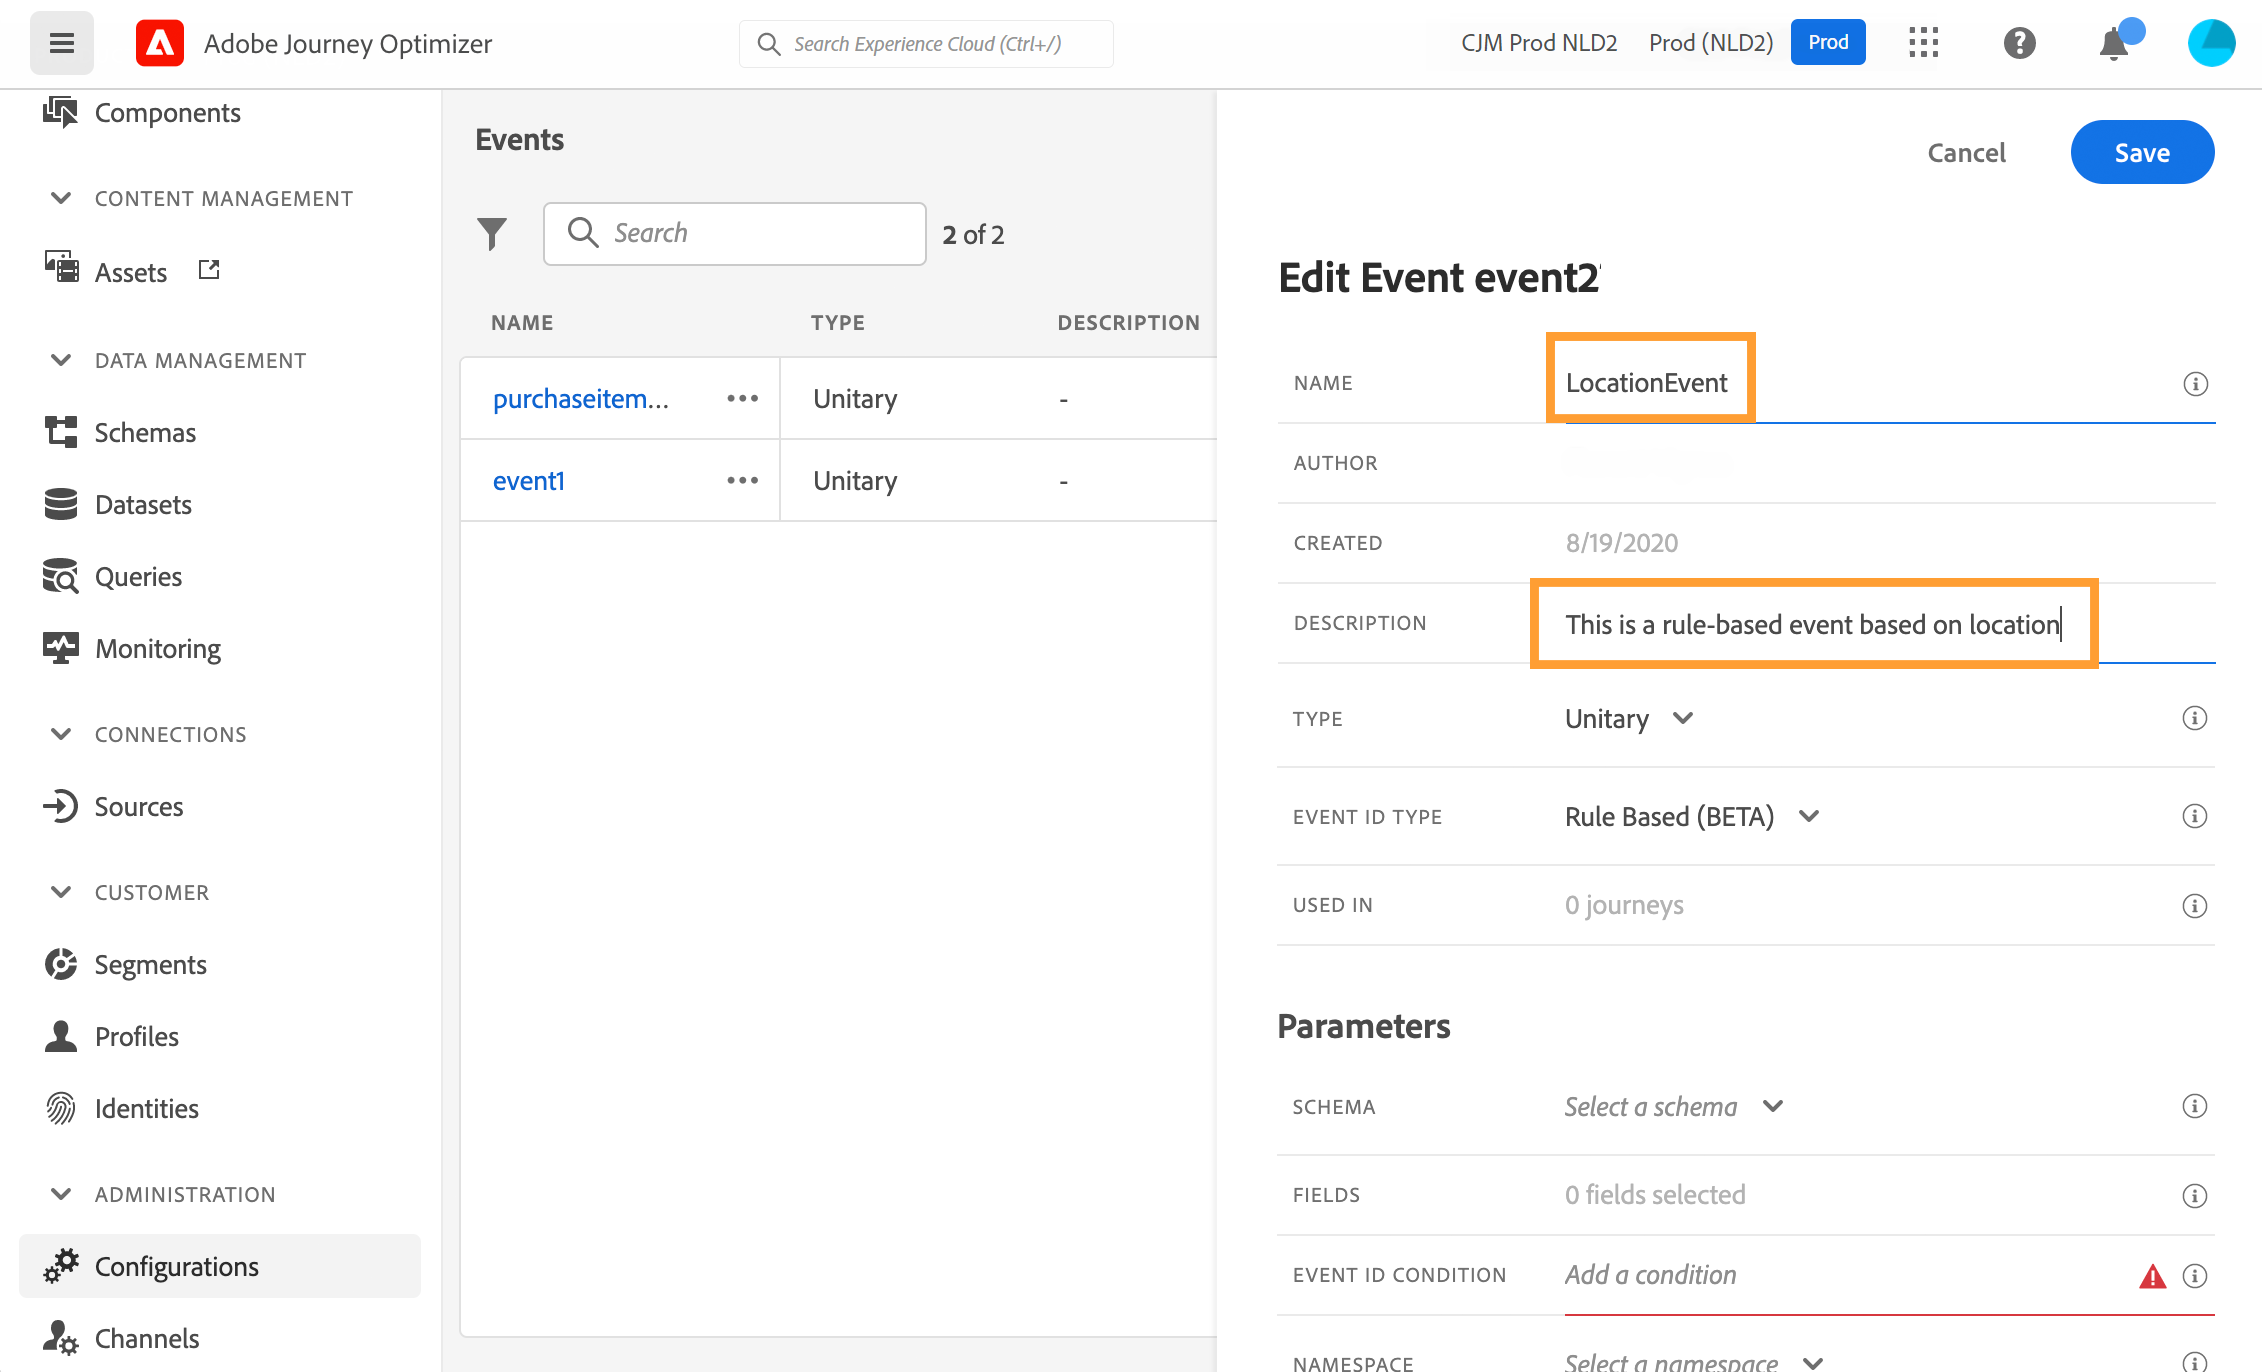 Adobe Journey Optimizer
Search Experience Cloud (Ctrl+/)
CJM Prod NLD2
Prod (NLD2)
Prod
Components
CONTENT MANAGEMENT
Assets
DATA MANAGEMENT
Schemas
Datasets
Queries
Monitoring
CONNECTIONS
Sources
CUSTOMER
Segments
Profiles
Identities
ADMINISTRATION
Configurations
Channels
Events
Search
2 of 2
NAME TYPE DESCRIPTION
purchaseitem... ••• Unitary -
event1 ••• Unitary -
Cancel
Save
Edit Event event2
NAME LocationEvent
AUTHOR
CREATED 8/19/2020
DESCRIPTION This is a rule-based event based on location
TYPE Unitary
EVENT ID TYPE Rule Based (BETA)
USED IN 0 journeys
Parameters
SCHEMA Select a schema
FIELDS 0 fields selected
EVENT ID CONDITION Add a condition
NAMESPACE Select a namespace